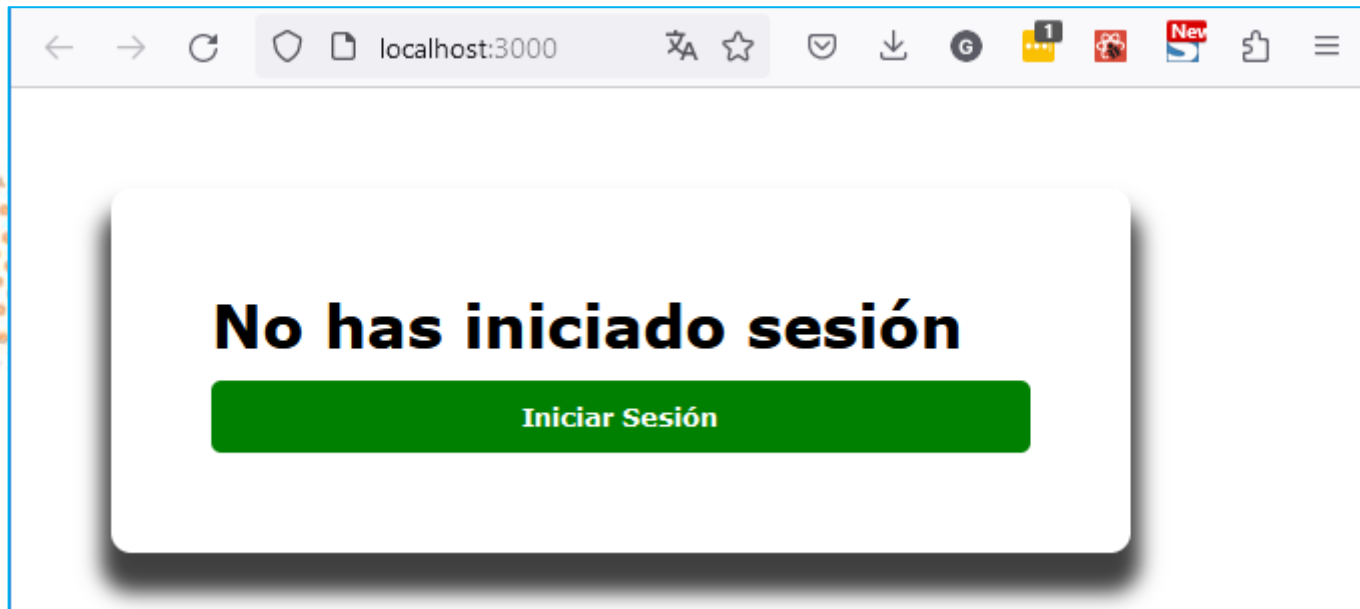 localhost:3000
G
1
New
No has iniciado sesión
Iniciar Sesión